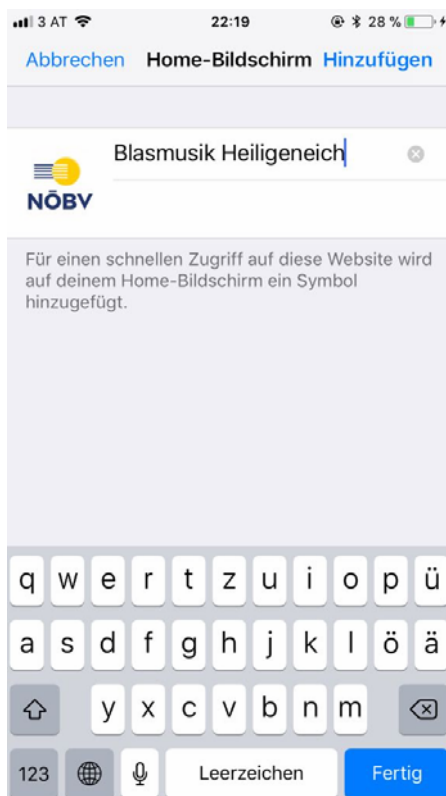 3 AT 22:19 28 %
Abbrechen Home-Bildschirm Hinzufügen
Blasmusik Heiligeneich
NÖBV
Für einen schnellen Zugriff auf diese Website wird
auf deinem Home-Bildschirm ein Symbol
hinzugefügt.
q w e r t z u i o p ü
a s d f g h j k l ö ä
y x c v b n m
123 Leerzeichen Fertig